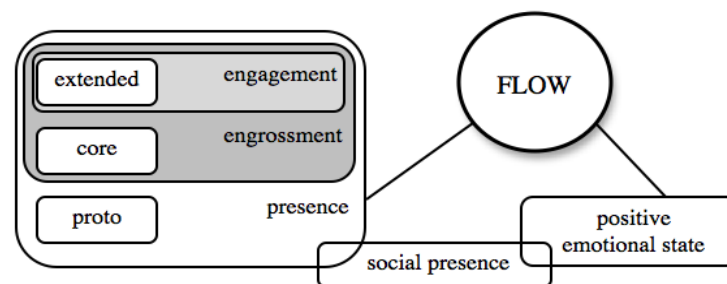 extended
engagement
core
engrossment
proto
presence
FLOW
social presence
positive
emotional state